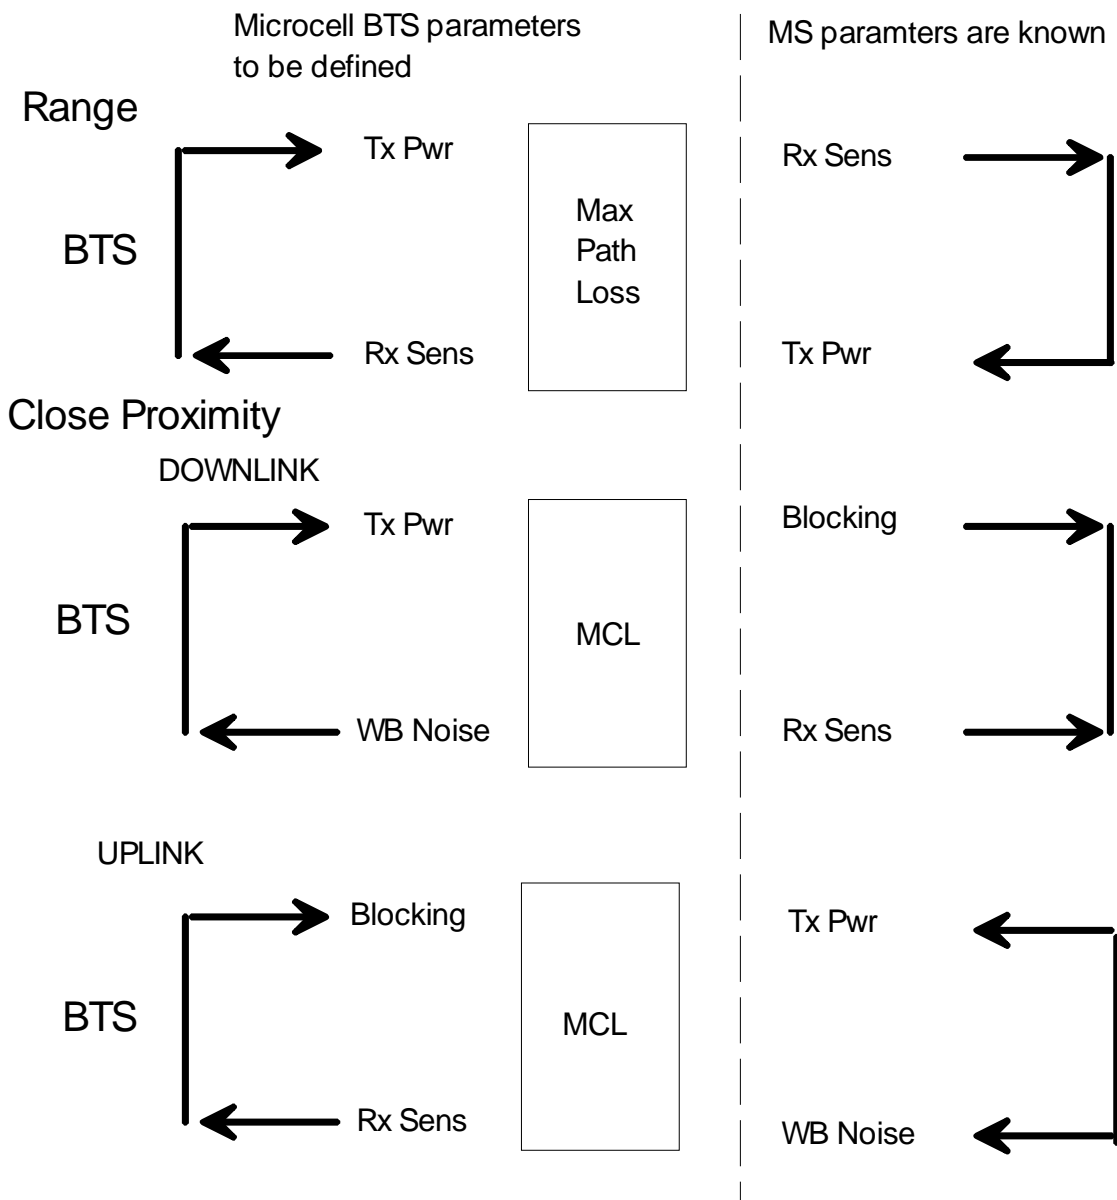 Microcell BTS parameters
to be defined
MS paramters are known
Range
Tx Pwr
Rx Sens
Max
Path
Loss
BTS
Rx Sens
Tx Pwr
Close Proximity
DOWNLINK
Tx Pwr
Blocking
BTS
MCL
WB Noise
Rx Sens
UPLINK
Blocking
Tx Pwr
BTS
MCL
Rx Sens
WB Noise